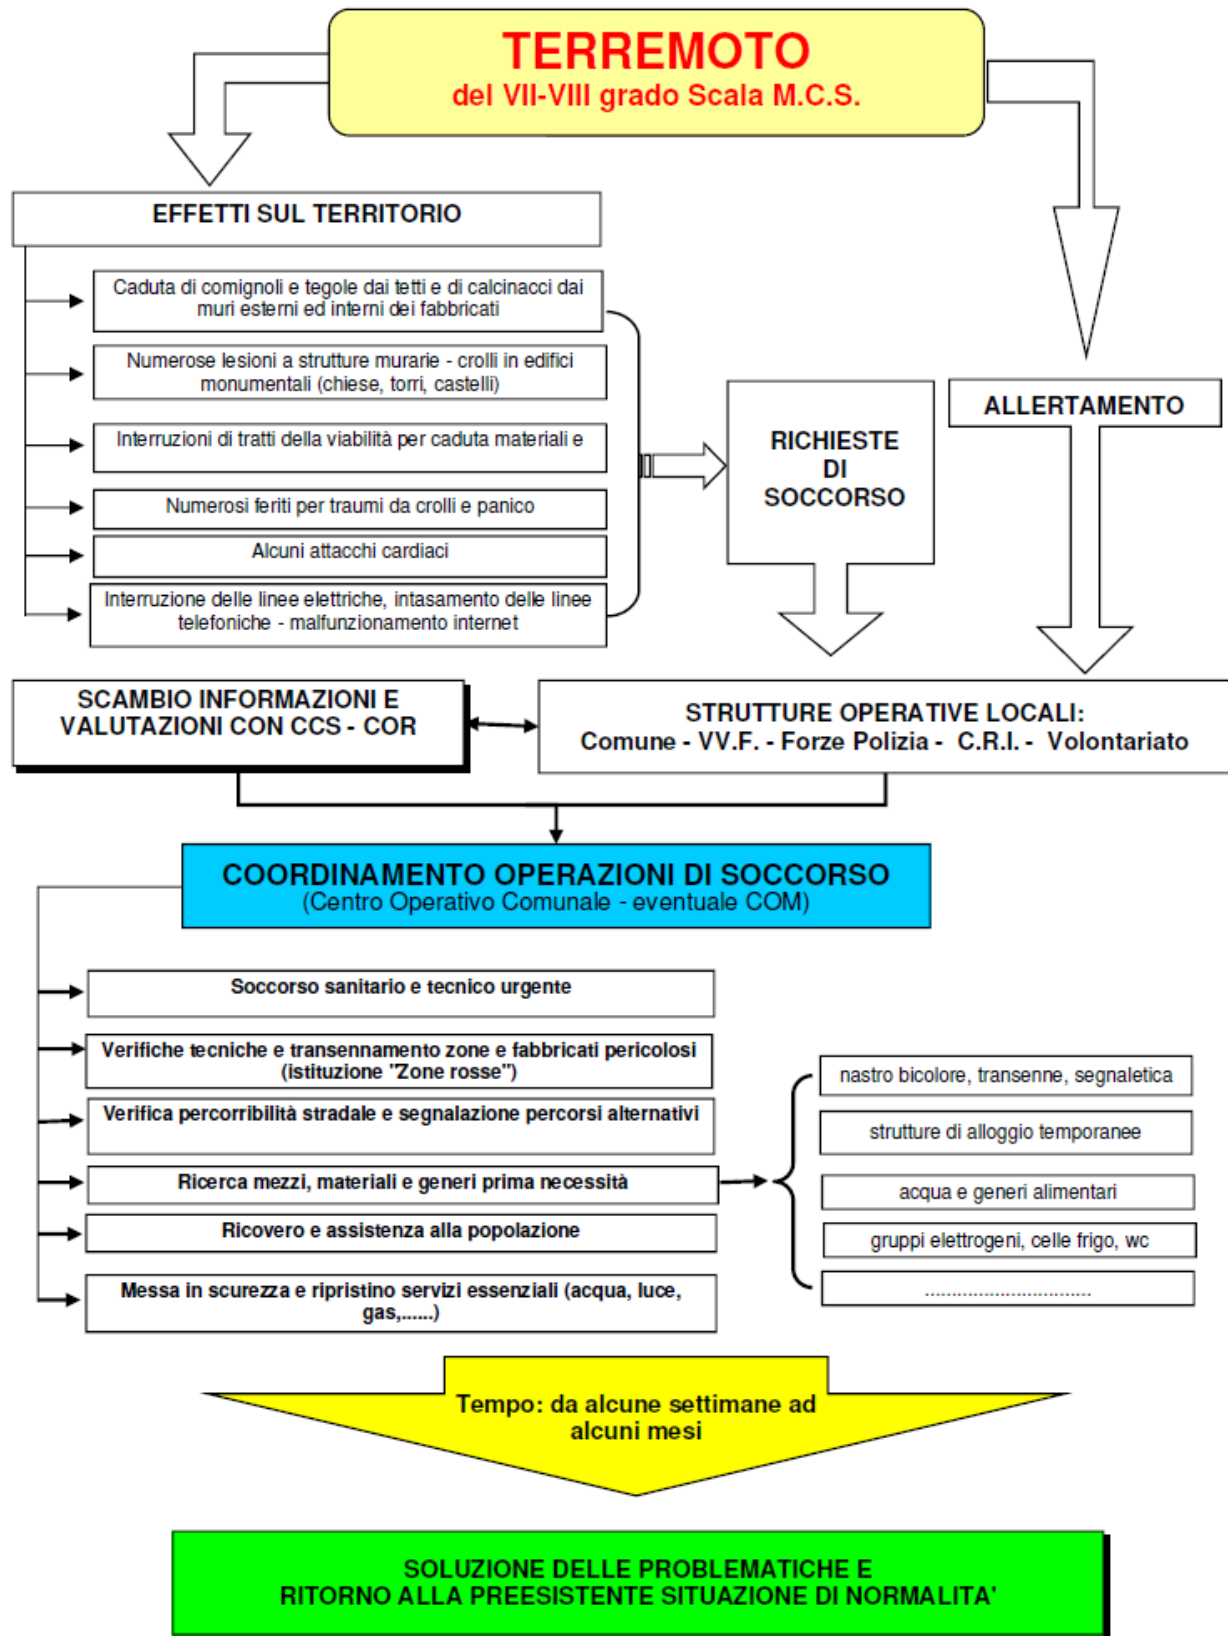 TERREMOTO
del VII-VIII grado Scala M.C.S.
EFFETTI SUL TERRITORIO
Caduta di comignoli e tegole dai tetti e di calcinacci dai
muri esterni ed interni dei fabbricati
Numerose lesioni a strutture murarie - crolli in edifici
monumentali (chiese, torri, castelli)
Interruzioni di tratti della viabilità per caduta materiali e
Numerosi feriti per traumi da crolli e panico
Alcuni attacchi cardiaci
Interruzione delle linee elettriche, intasamento delle linee
telefoniche - malfunzionamento internet
RICHIESTE
DI
SOCCORSO
ALLERTAMENTO
SCAMBIO INFORMAZIONI E
VALUTAZIONI CON CCS - COR
STRUTTURE OPERATIVE LOCALI:
Comune - VV.F. - Forze Polizia - C.R.I. - Volontariato
COORDINAMENTO OPERAZIONI DI SOCCORSO
(Centro Operativo Comunale - eventuale COM)
Soccorso sanitario e tecnico urgente
Verifiche tecniche e transennamento zone e fabbricati pericolosi
(istituzione "Zone rosse")
Verifica percorribilità stradale e segnalazione percorsi alternativi
Ricerca mezzi, materiali e generi prima necessità
Ricovero e assistenza alla popolazione
Messa in scurezza e ripristino servizi essenziali (acqua, luce,
gas,......)
nastro bicolore, transenne, segnaletica
strutture di alloggio temporanee
acqua e generi alimentari
gruppi elettrogeni, celle frigo, wc
...............................
Tempo: da alcune settimane ad
alcuni mesi
SOLUZIONE DELLE PROBLEMATICHE E
RITORNO ALLA PREESISTENTE SITUAZIONE DI NORMALITA'